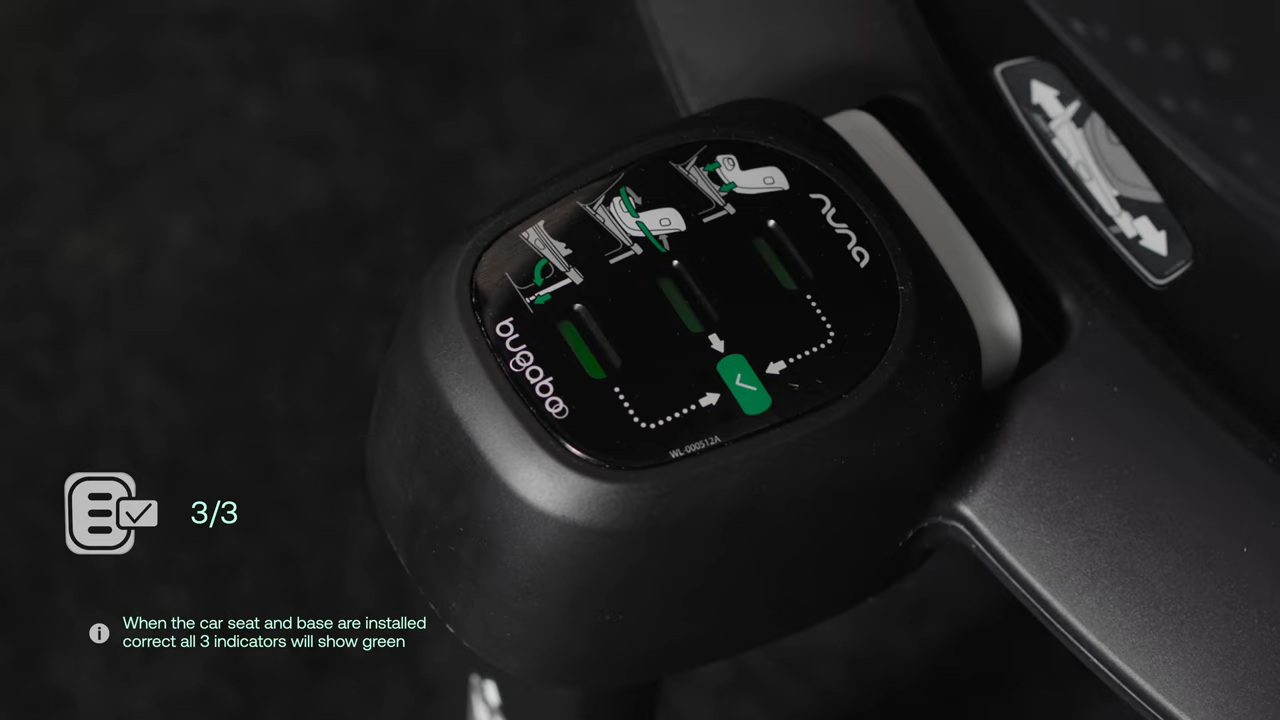 nuna
bugaboo
WL-000512A
3/3
When the car seat and base are installed
correct all 3 indicators will show green